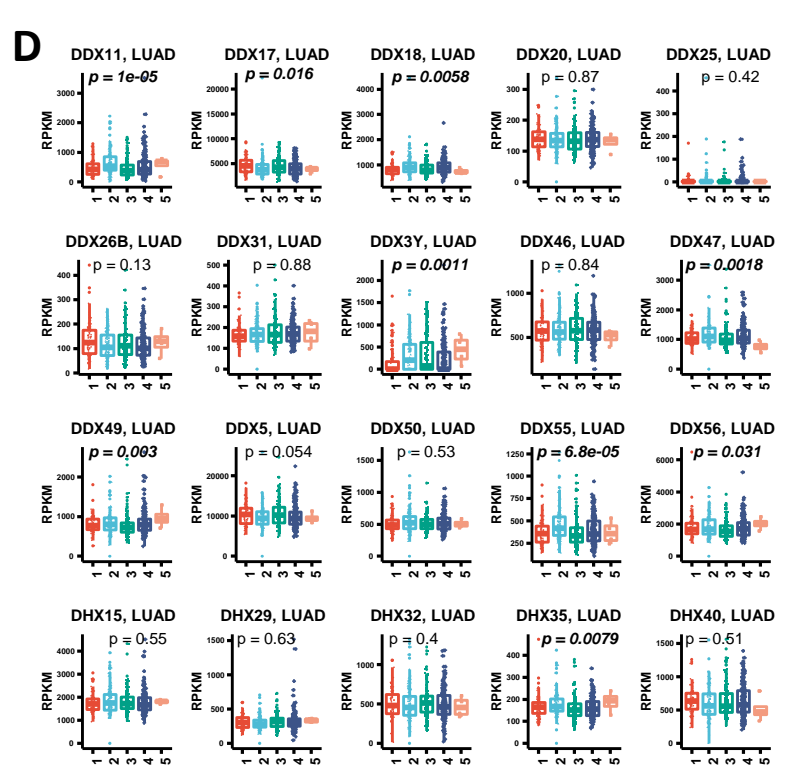 D
DDX11, LUAD
p = 1e-05
RPKM
3000
2000
1000
0
1 2 3 4 5
DDX17, LUAD
p = 0.016
RPKM
20000
15000
10000
5000
1 2 3 4 5
DDX18, LUAD
p = 0.0058
RPKM
4000
3000
2000
1000
1 2 3 4 5
DDX20, LUAD
p = 0.87
RPKM
300
200
100
0
1 2 3 4 5
DDX25, LUAD
p = 0.42
RPKM
400
300
200
100
0
1 2 3 4 5
DDX26B, LUAD
p = 0.13
RPKM
400
300
200
100
0
1 2 3 4 5
DDX31, LUAD
p = 0.88
RPKM
500
400
300
200
100
0
1 2 3 4 5
DDX3Y, LUAD
p = 0.0011
RPKM
2000
1500
1000
500
0
1 2 3 4 5
DDX46, LUAD
p = 0.84
RPKM
1000
500
1 2 3 4 5
DDX47, LUAD
p = 0.0018
RPKM
3000
2000
1000
0
1 2 3 4 5
DDX49, LUAD
p = 0.003
RPKM
2000
1000
0
1 2 3 4 5
DDX5, LUAD
p = 0.054
RPKM
20000
10000
0
1 2 3 4 5
DDX50, LUAD
p = 0.53
RPKM
1500
1000
500
0
1 2 3 4 5
DDX55, LUAD
p = 6.8e-05
RPKM
1250
1000
750
500
250
1 2 3 4 5
DDX56, LUAD
p = 0.031
RPKM
6000
4000
2000
0
1 2 3 4 5
DHX15, LUAD
p = 0.55
RPKM
4000
3000
2000
1000
0
1 2 3 4 5
DHX29, LUAD
p = 0.63
RPKM
1500
1000
500
0
1 2 3 4 5
DHX32, LUAD
p = 0.4
RPKM
1000
500
0
1 2 3 4 5
DHX35, LUAD
p = 0.0079
RPKM
400
300
200
100
0
1 2 3 4 5
DHX40, LUAD
p = 0.51
RPKM
1500
1000
500
0
1 2 3 4 5